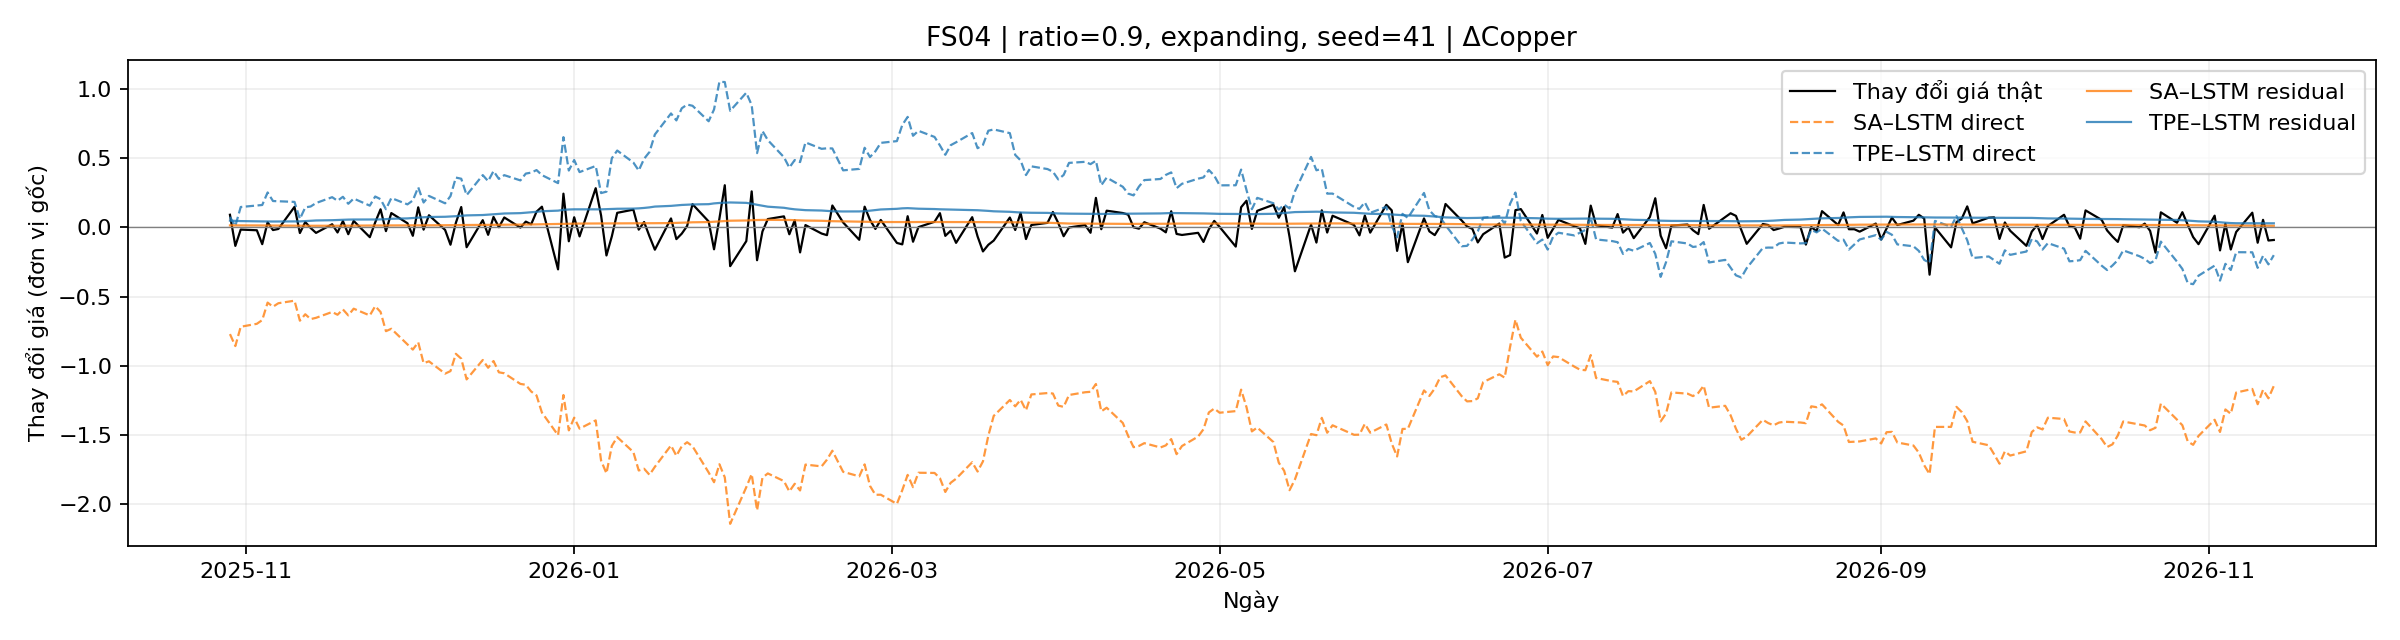 FS04 | ratio=0.9, expanding, seed=41 | ΔCopper
Thay đổi giá (đơn vị gốc)
1.0
0.5
0.0
−0.5
−1.0
−1.5
−2.0
Thay đổi giá thật
SA–LSTM direct
TPE–LSTM direct
SA–LSTM residual
TPE–LSTM residual
2025-11
2026-01
2026-03
2026-05
2026-07
2026-09
2026-11
Ngày